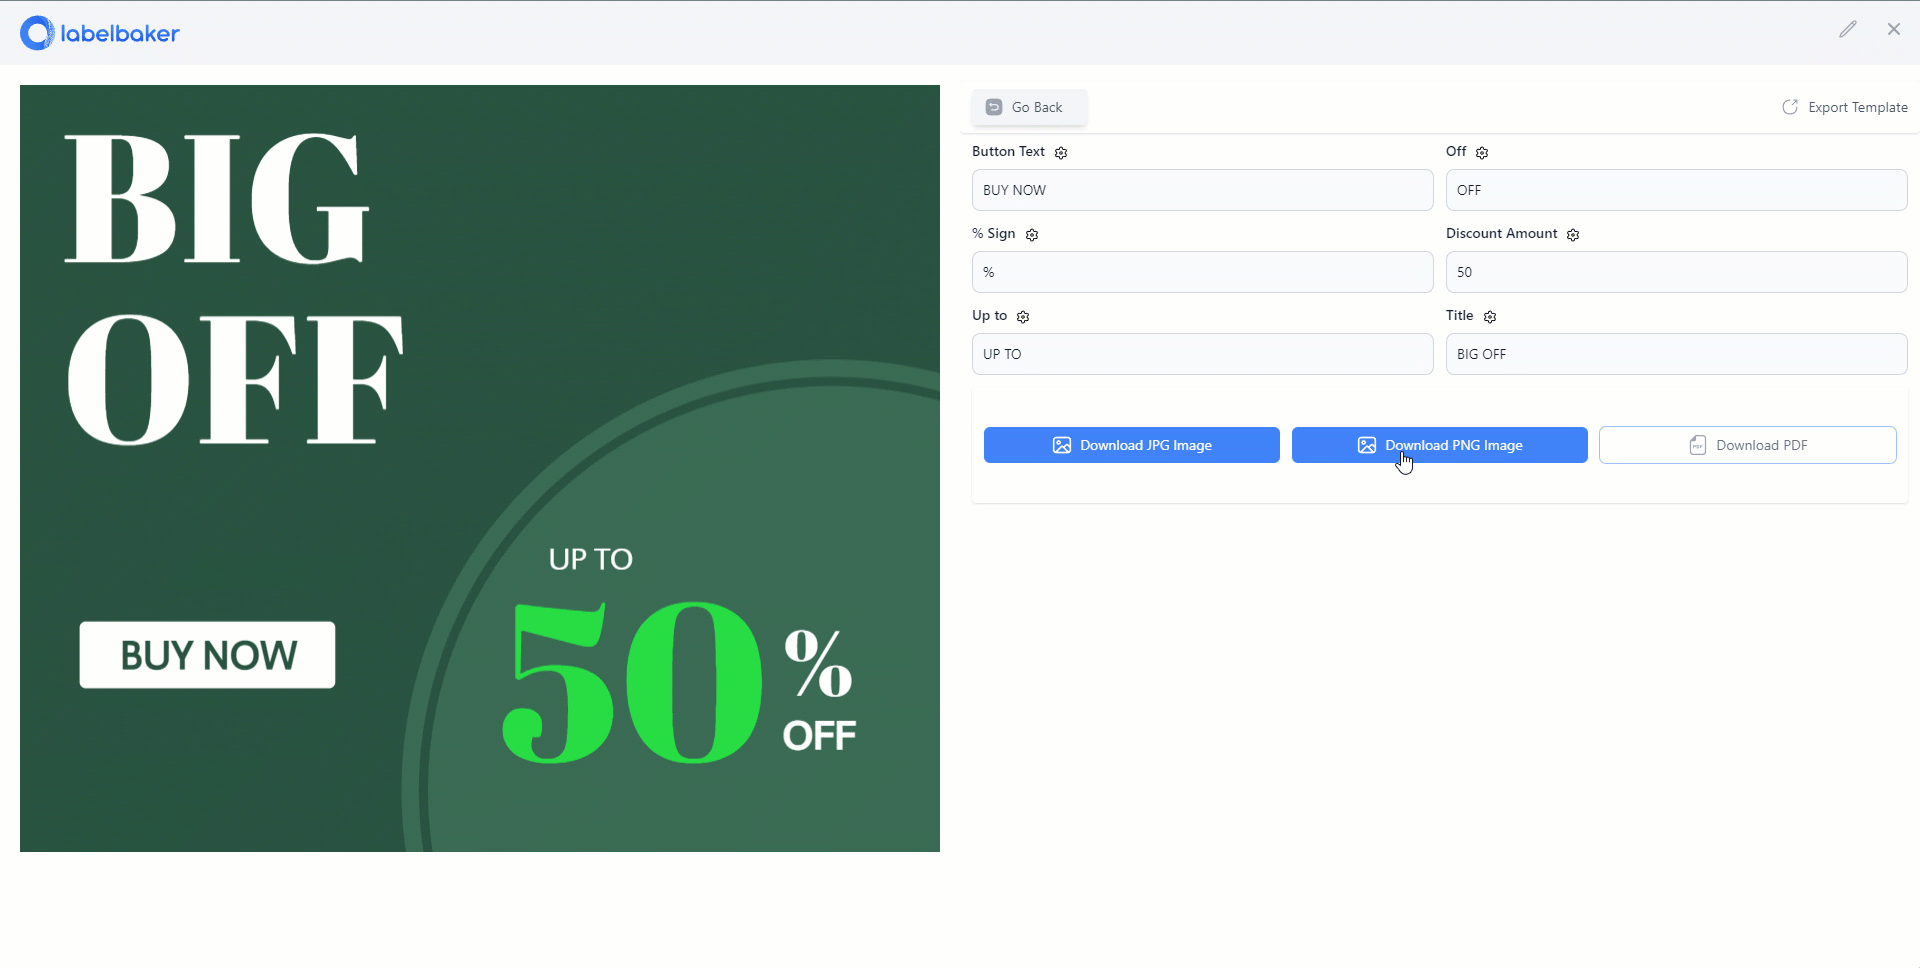 labelbaker
BIG
OFF
UP TO
50 %
OFF
BUY NOW
Go Back
Export Template
Button Text
BUY NOW
Off
OFF
% Sign
%
Discount Amount
50
Up to
UP TO
Title
BIG OFF
Download JPG Image
Download PNG Image
PDF Download PDF